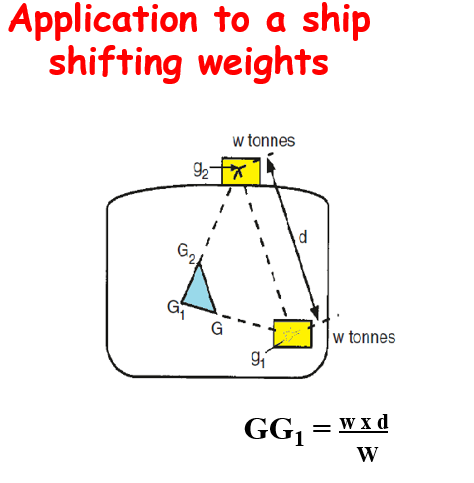 Application to a ship
shifting weights
w tonnes
g₂
d
G₂
G₁
G
w tonnes
g₁
GG₁ = w x d
W